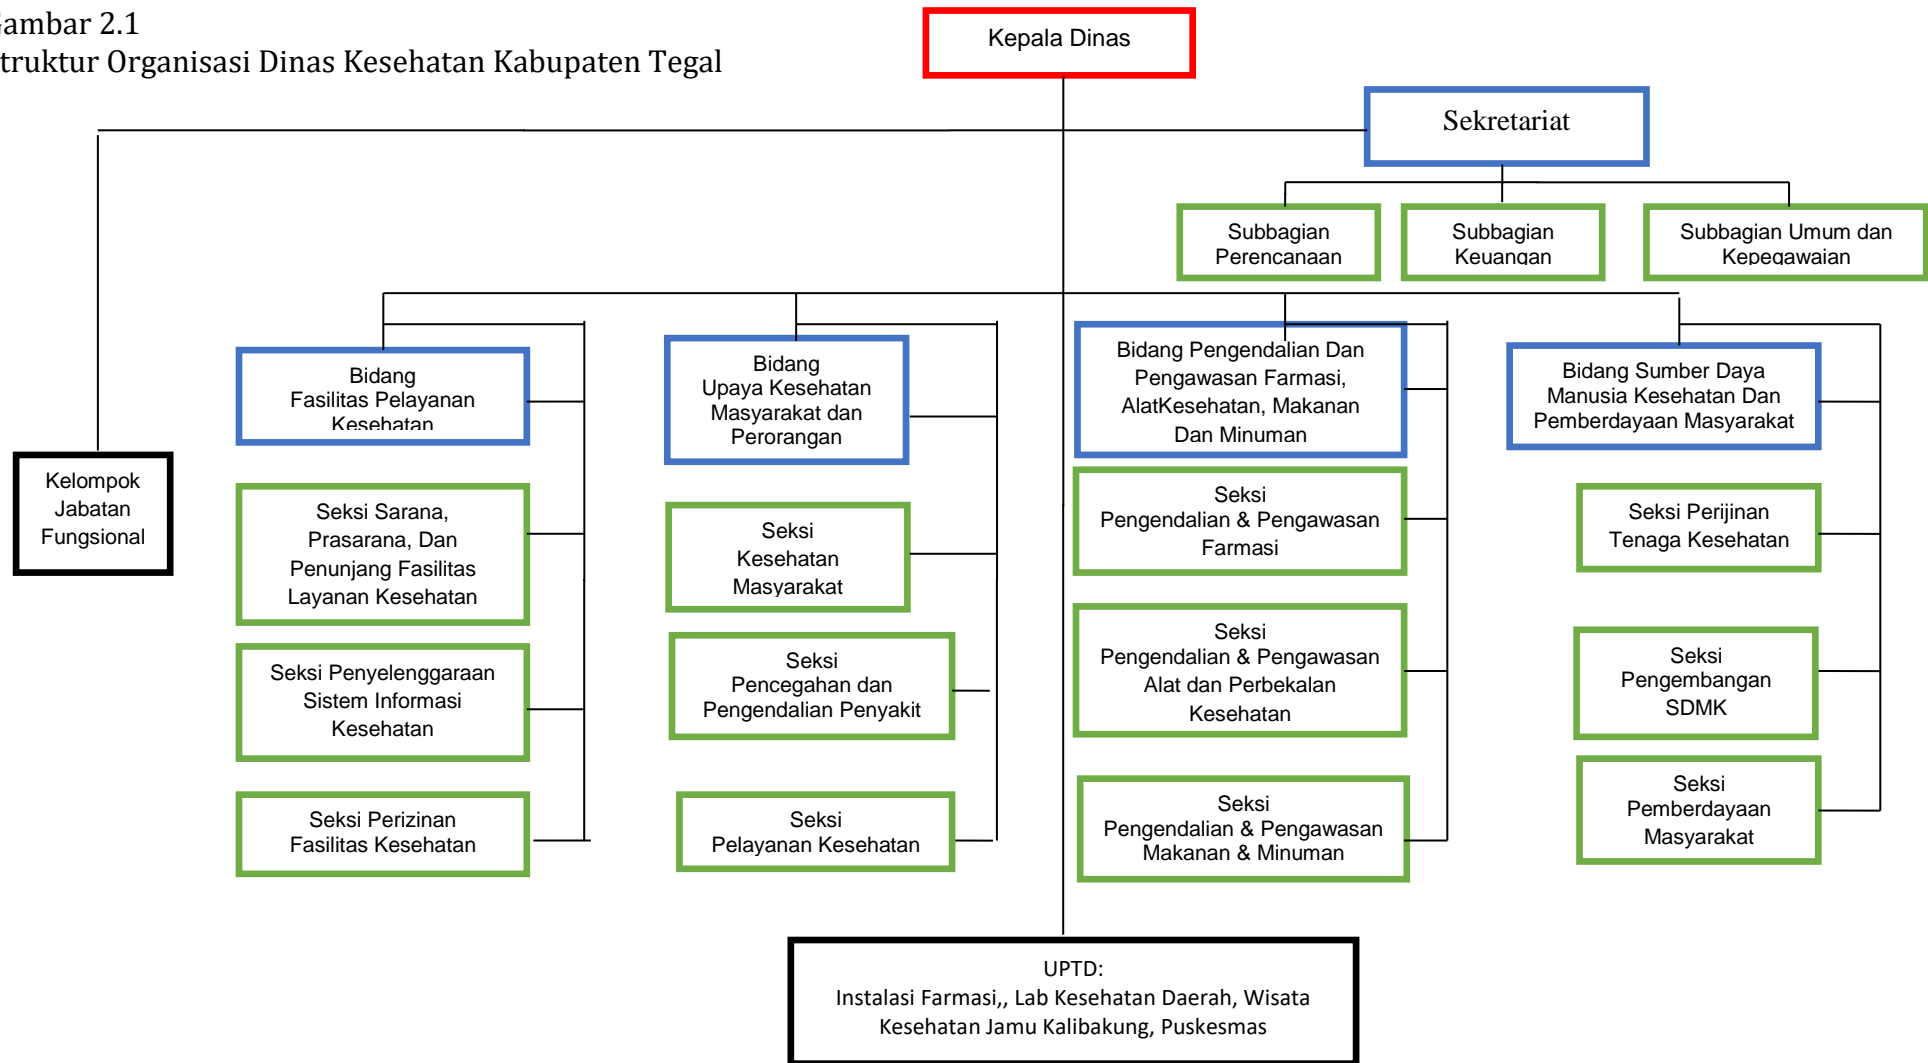 Gambar 2.1
truktur Organisasi Dinas Kesehatan Kabupaten Tegal
Kepala Dinas
Sekretariat
Subbagian
Perencanaan
Subbagian
Keuangan
Subbagian Umum dan
Kepegawaian
Bidang
Fasilitas Pelayanan
Kesehatan
Bidang
Upaya Kesehatan
Masyarakat dan
Perorangan
Bidang Pengendalian Dan
Pengawasan Farmasi,
AlatKesehatan, Makanan
Dan Minuman
Bidang Sumber Daya
Manusia Kesehatan Dan
Pemberdayaan Masyarakat
Kelompok
Jabatan
Fungsional
Seksi Sarana,
Prasarana, Dan
Penunjang Fasilitas
Layanan Kesehatan
Seksi
Kesehatan
Masyarakat
Seksi
Pengendalian & Pengawasan
Farmasi
Seksi Perijinan
Tenaga Kesehatan
Seksi Penyelenggaraan
Sistem Informasi
Kesehatan
Seksi
Pencegahan dan
Pengendalian Penyakit
Seksi
Pengendalian & Pengawasan
Alat dan Perbekalan
Kesehatan
Seksi
Pengembangan
SDMK
Seksi Perizinan
Fasilitas Kesehatan
Seksi
Pelayanan Kesehatan
Seksi
Pengendalian & Pengawasan
Makanan & Minuman
Seksi
Pemberdayaan
Masyarakat
UPTD:
Instalasi Farmasi,, Lab Kesehatan Daerah, Wisata
Kesehatan Jamu Kalibakung, Puskesmas